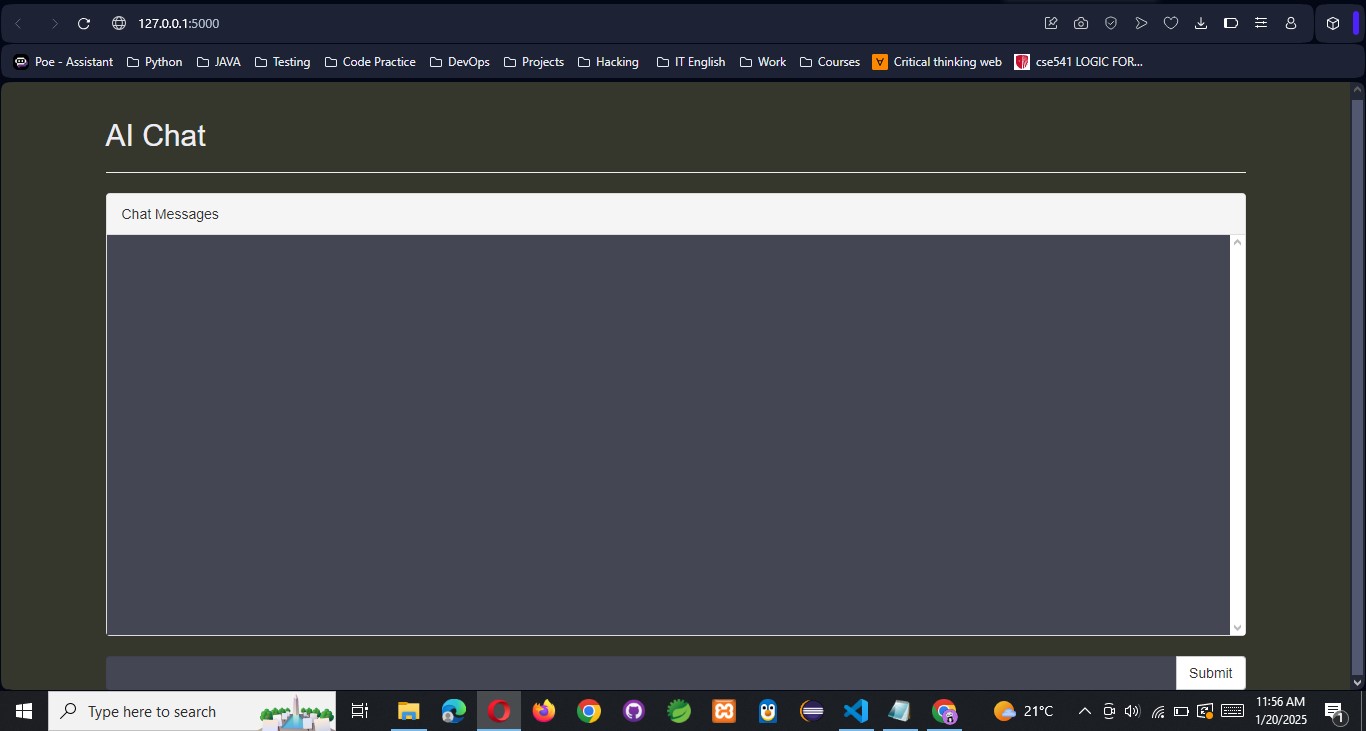 127.0.0.1:5000
Poe - Assistant Python JAVA Testing Code Practice DevOps Projects Hacking IT English Work Courses Critical thinking web cse541 LOGIC FOR...
AI Chat
Chat Messages
Submit
Type here to search
21°C
11:56 AM
1/20/2025
1